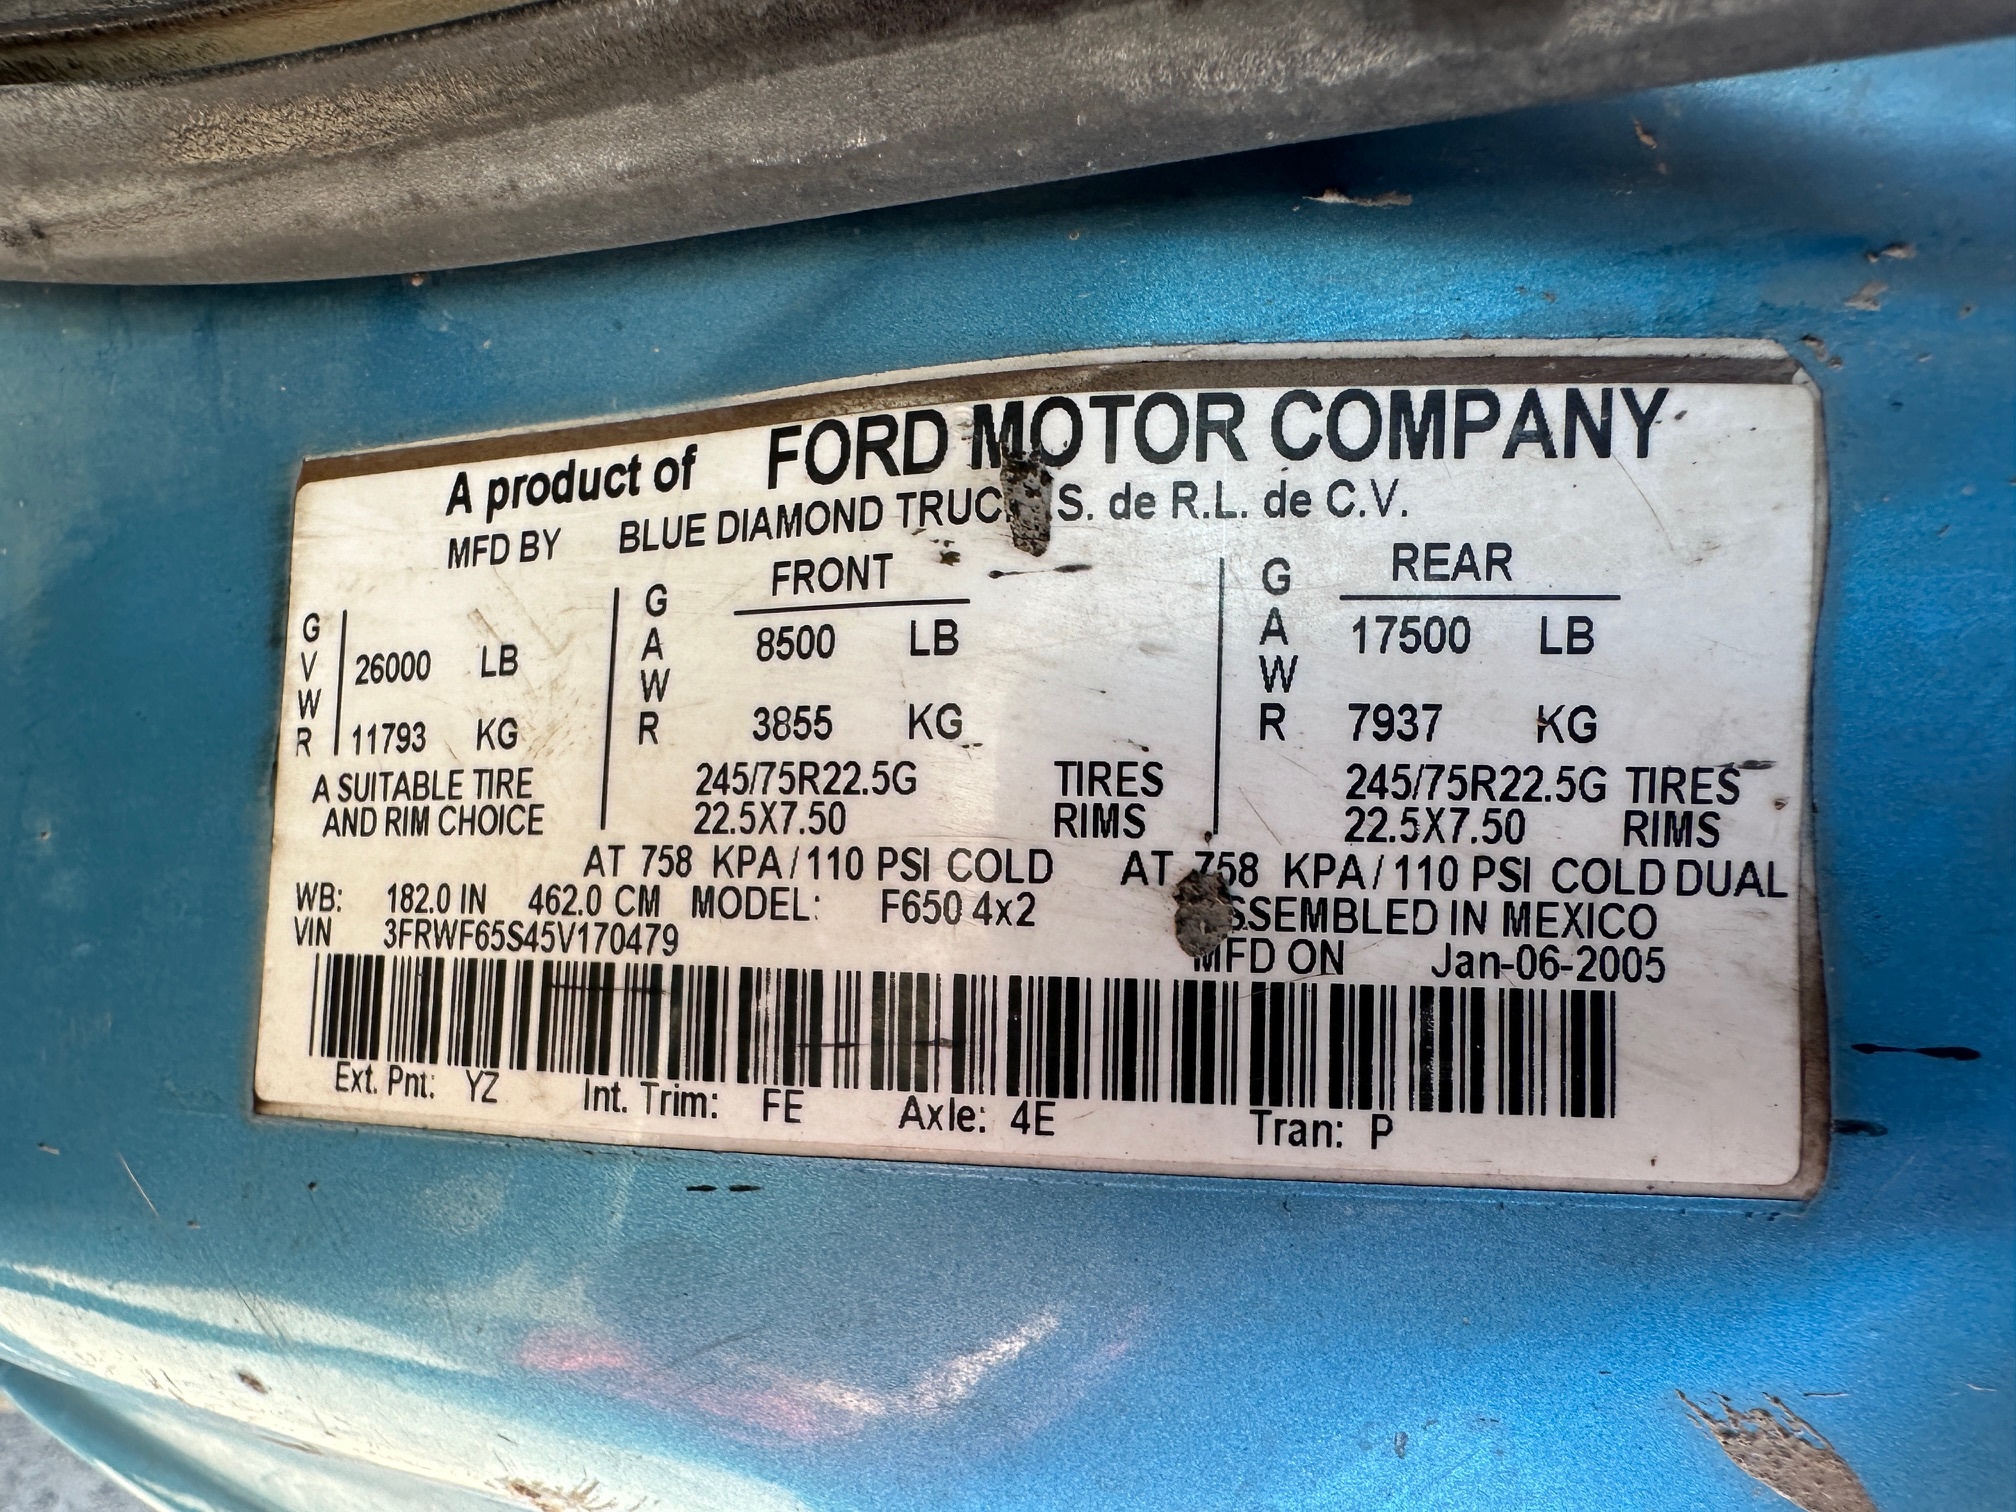 A product of FORD MOTOR COMPANY
MFD BY BLUE DIAMOND S. de R.L. de C.V.
FRONT REAR
GVWR 26000 LB GAWR 8500 LB GAWR 17500 LB
11793 KG 3855 KG 7937 KG
A SUITABLE TIRE 245/75R22.5G TIRES 245/75R22.5G TIRES
AND RIM CHOICE 22.5X7.50 RIMS 22.5X7.50 RIMS
AT 758 KPA/110 PSI COLD AT 758 KPA/110 PSI COLD DUAL
WB: 182.0 IN 462.0 CM MODEL: F650 4x2 ASSEMBLED IN MEXICO
VIN 3FRWF65S45V170479 MFD ON Jan-06-2005
Ext. Pnt: YZ Int. Trim: FE Axle: 4E Tran: P